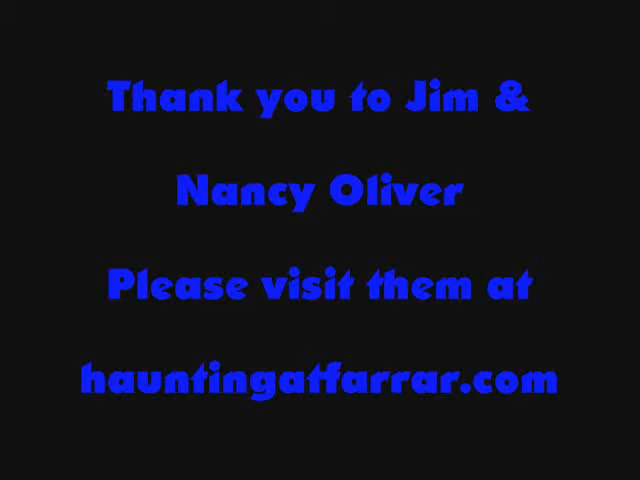 Thank you to Jim &
Nancy Oliver
Please visit them at
hauntingatfarrar.com